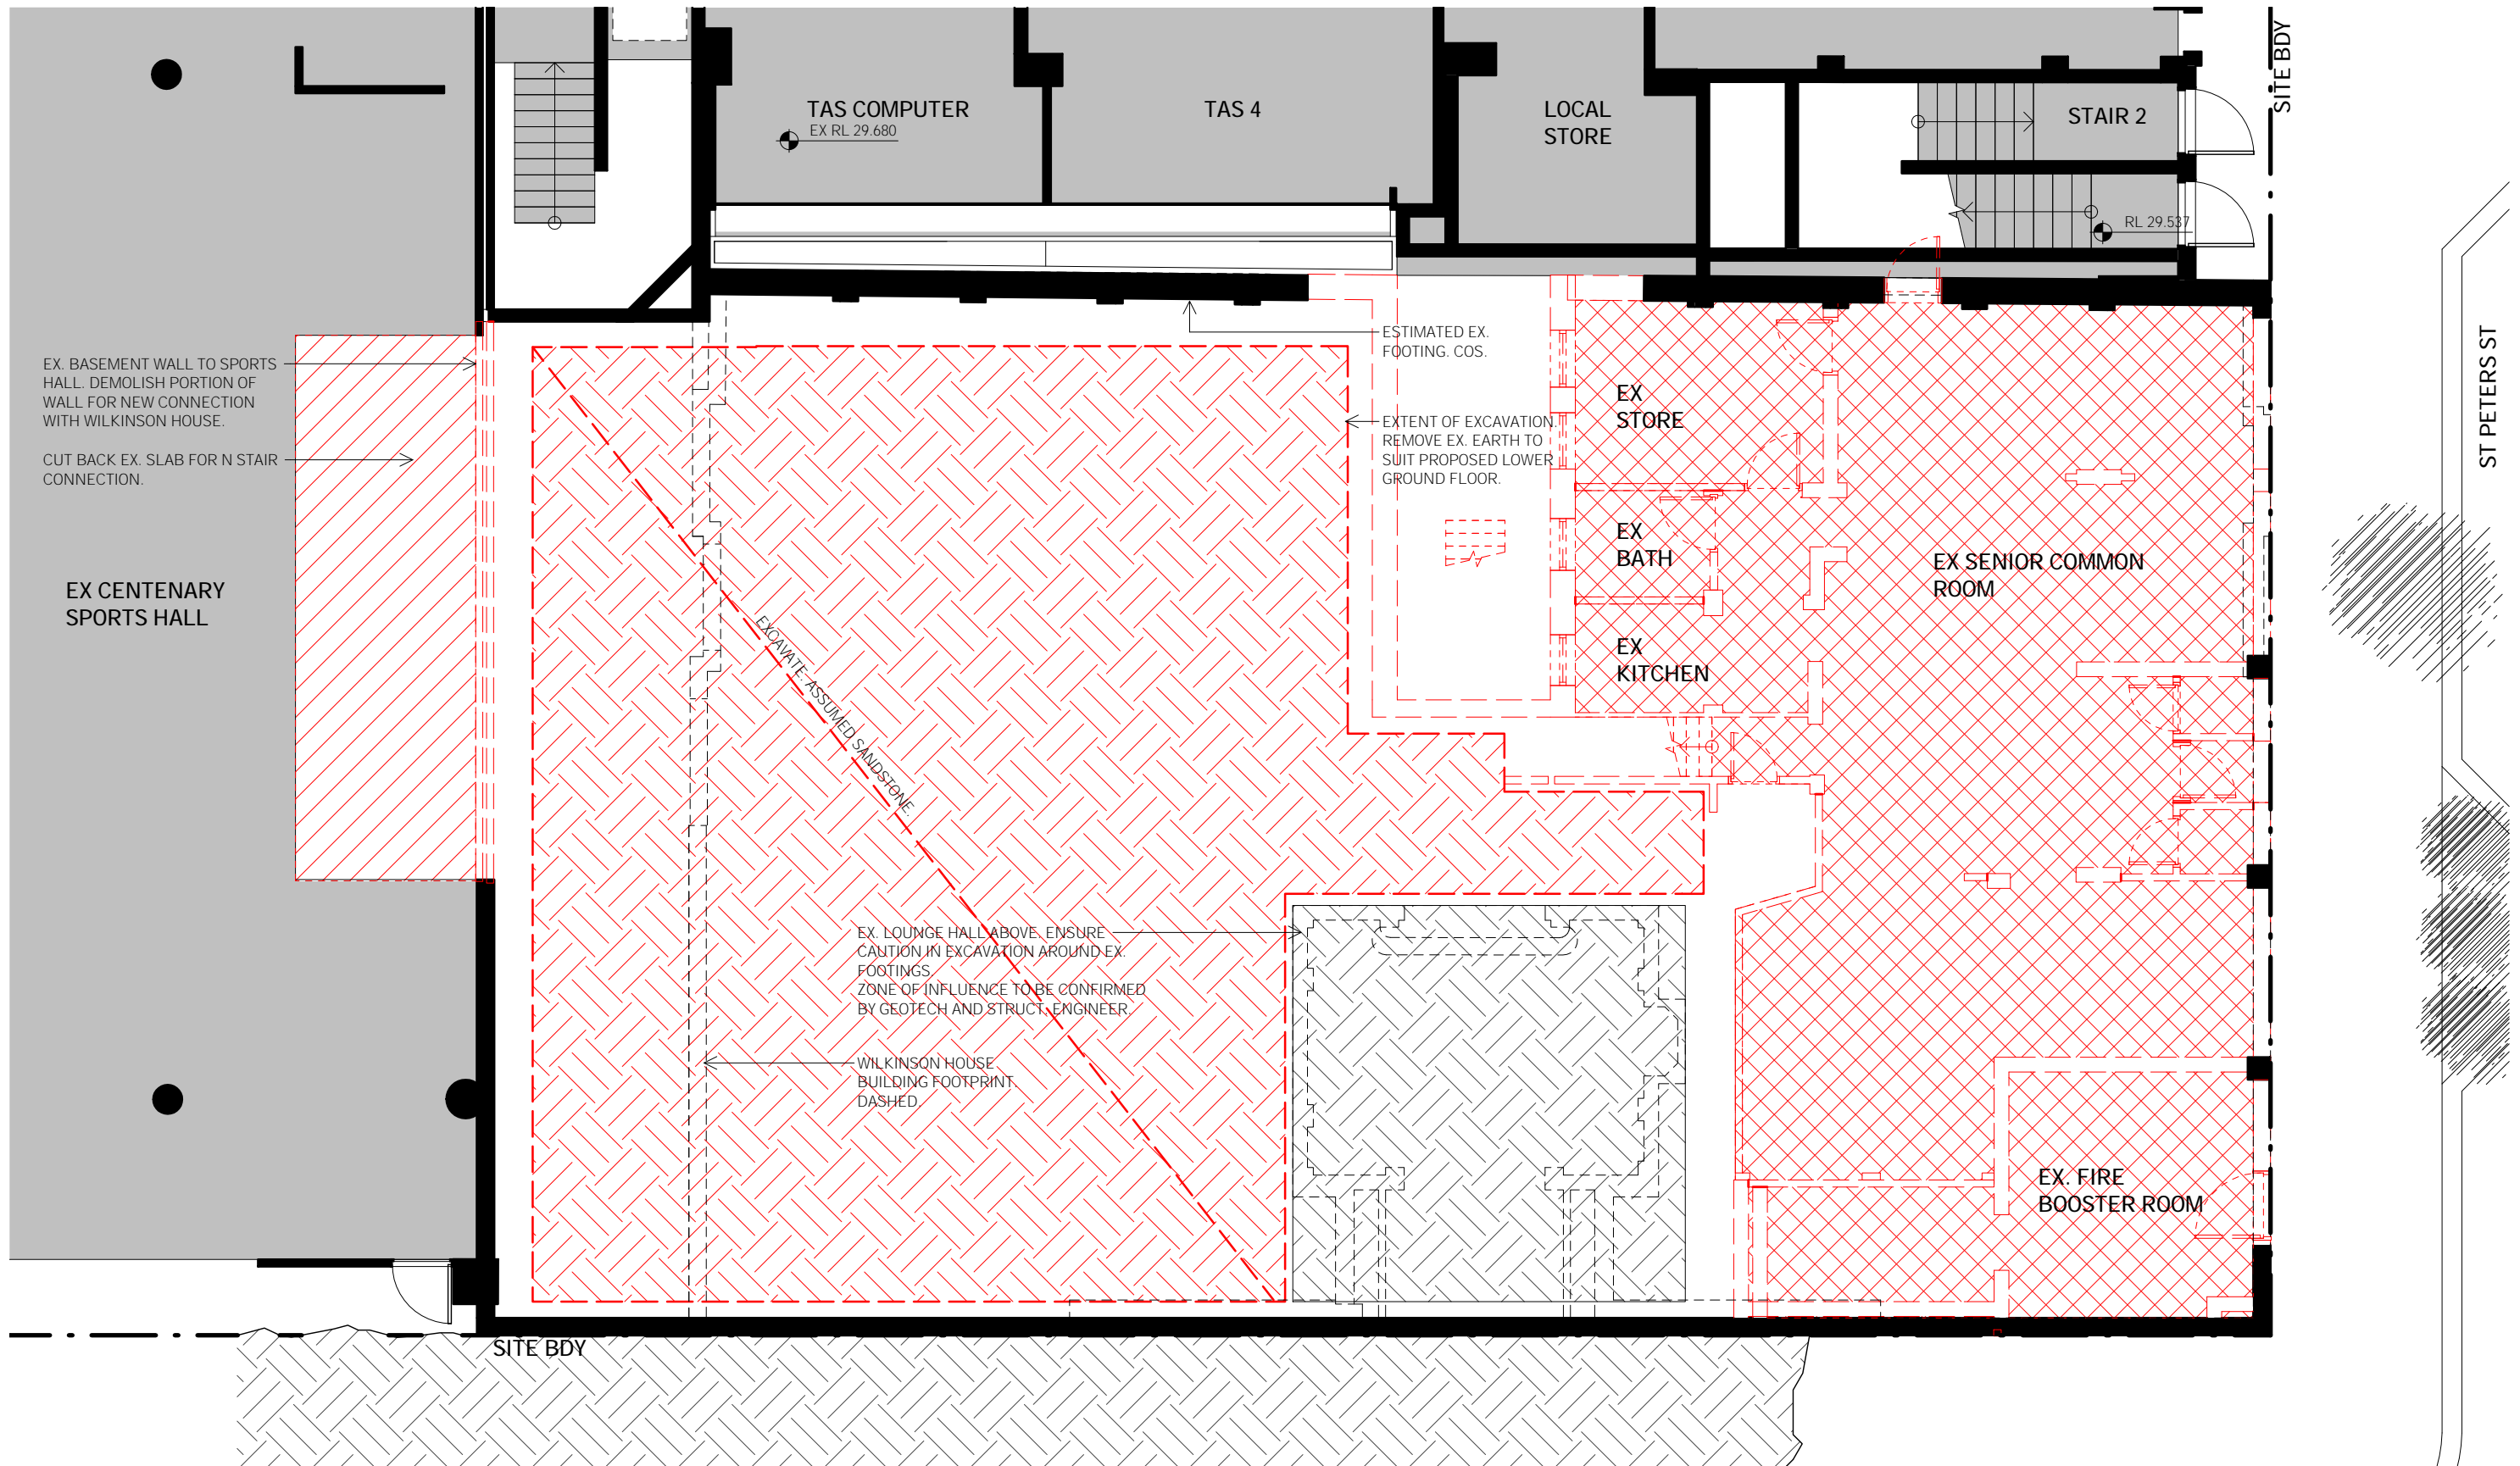 TAS COMPUTER
EX RL 29.680
TAS 4
LOCAL
STORE
STAIR 2
RL 29.537
SITE BDY
ST PETERS ST
EX. BASEMENT WALL TO SPORTS
HALL. DEMOLISH PORTION OF
WALL FOR NEW CONNECTION
WITH WILKINSON HOUSE.
CUT BACK EX. SLAB FOR N STAIR
CONNECTION.
EX CENTENARY
SPORTS HALL
ESTIMATED EX.
FOOTING. COS.
EXTENT OF EXCAVATION.
REMOVE EX. EARTH TO
SUIT PROPOSED LOWER
GROUND FLOOR.
EX
STORE
EX
BATH
EX
KITCHEN
EX SENIOR COMMON
ROOM
EXCAVATE. ASSUMED SANDSTONE.
EX. LOUNGE HALL ABOVE. ENSURE
CAUTION IN EXCAVATION AROUND EX.
FOOTINGS.
ZONE OF INFLUENCE TO BE CONFIRMED
BY GEOTECH AND STRUCT. ENGINEER.
WILKINSON HOUSE
BUILDING FOOTPRINT
DASHED.
EX. FIRE
BOOSTER ROOM
SITE BDY